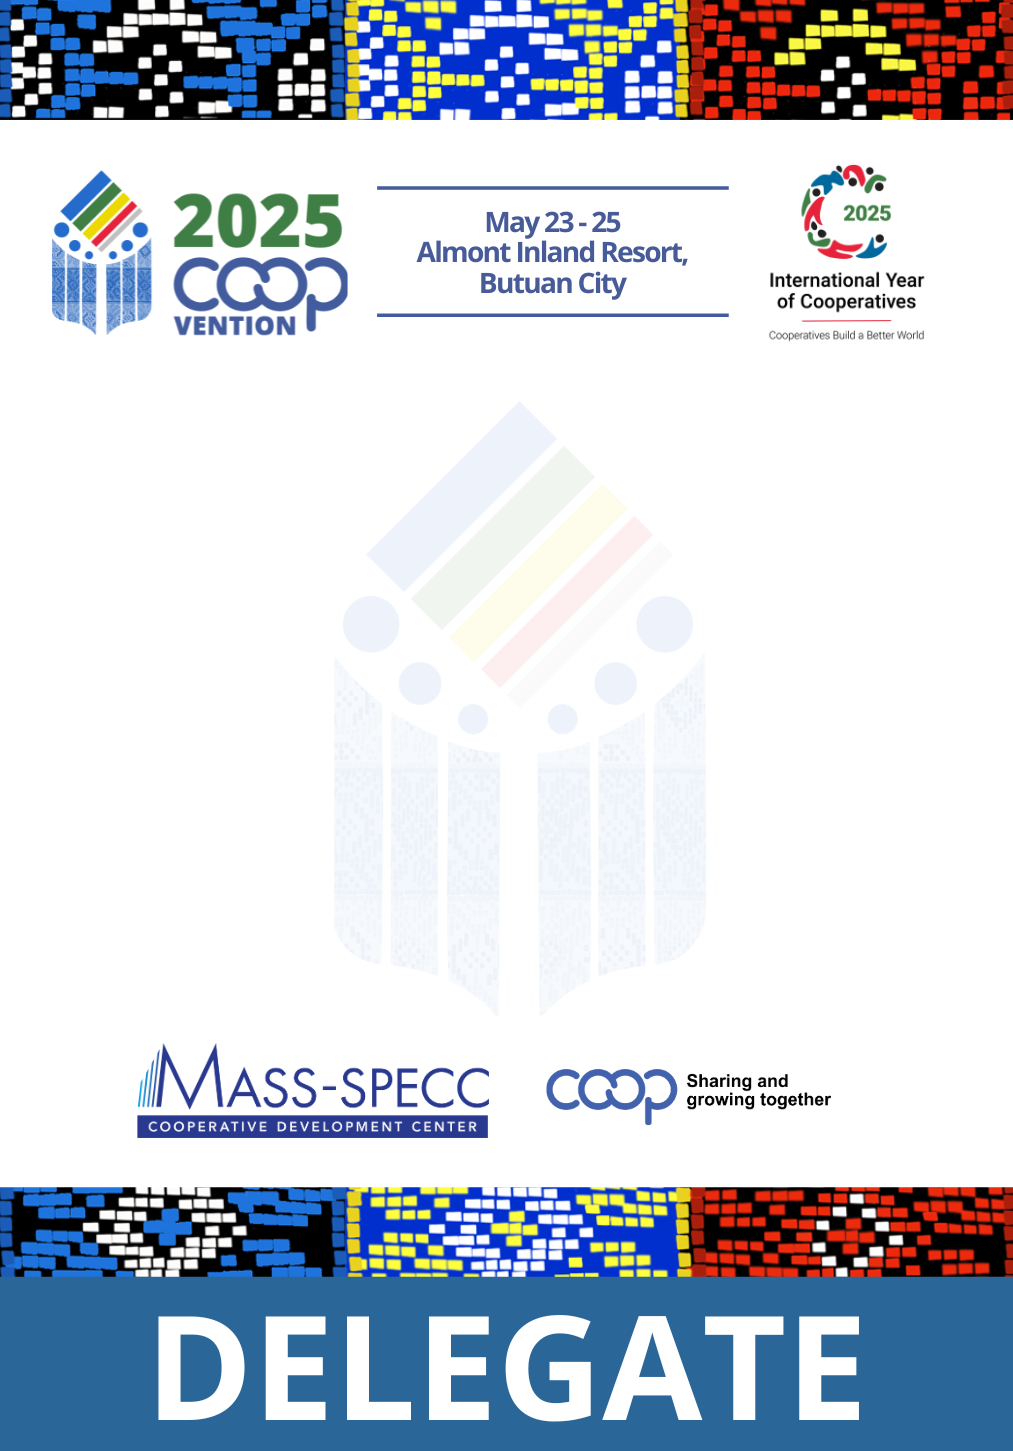 2025
coop
VENTION
May 23 - 25
Almont Inland Resort,
Butuan City
2025
International Year
of Cooperatives
Cooperatives Build a Better World
MASS-SPECC
COOPERATIVE DEVELOPMENT CENTER
coop
Sharing and
growing together
DELEGATE